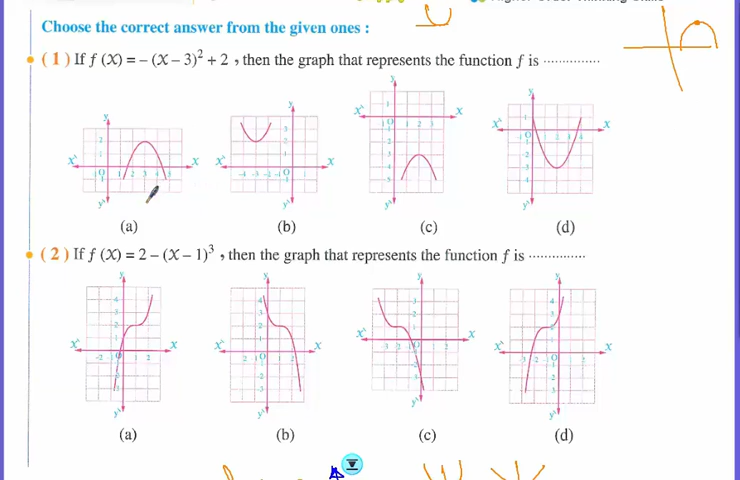 Choose the correct answer from the given ones :
( 1 ) If f (X) = – (X – 3)² + 2 , then the graph that represents the function f is ..............
(a) (b) (c) (d)
( 2 ) If f (X) = 2 – (X – 1)³ , then the graph that represents the function f is ..............
(a) (b) (c) (d)